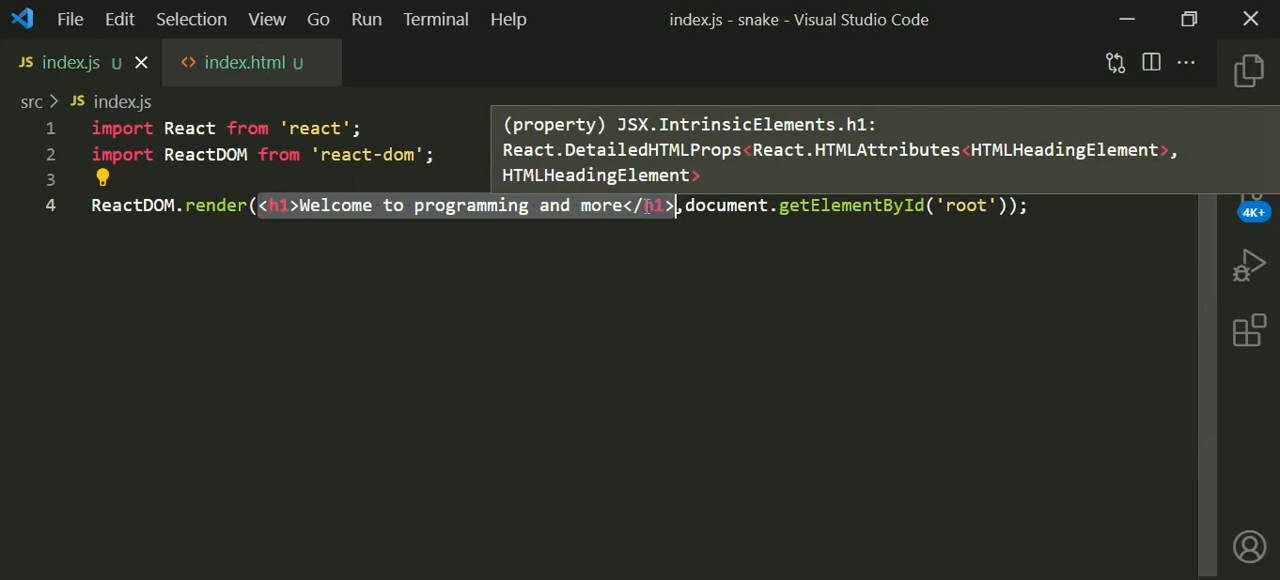 File Edit Selection View Go Run Terminal Help index.js - snake - Visual Studio Code
JS index.js U <> index.html U
src > JS index.js
1 import React from 'react';
2 import ReactDOM from 'react-dom';
3
4 ReactDOM.render(<h1>Welcome to programming and more</h1>,document.getElementById('root'));
(property) JSX.IntrinsicElements.h1:
React.DetailedHTMLProps<React.HTMLAttributes<HTMLHeadingElement>,
HTMLHeadingElement>
4K+